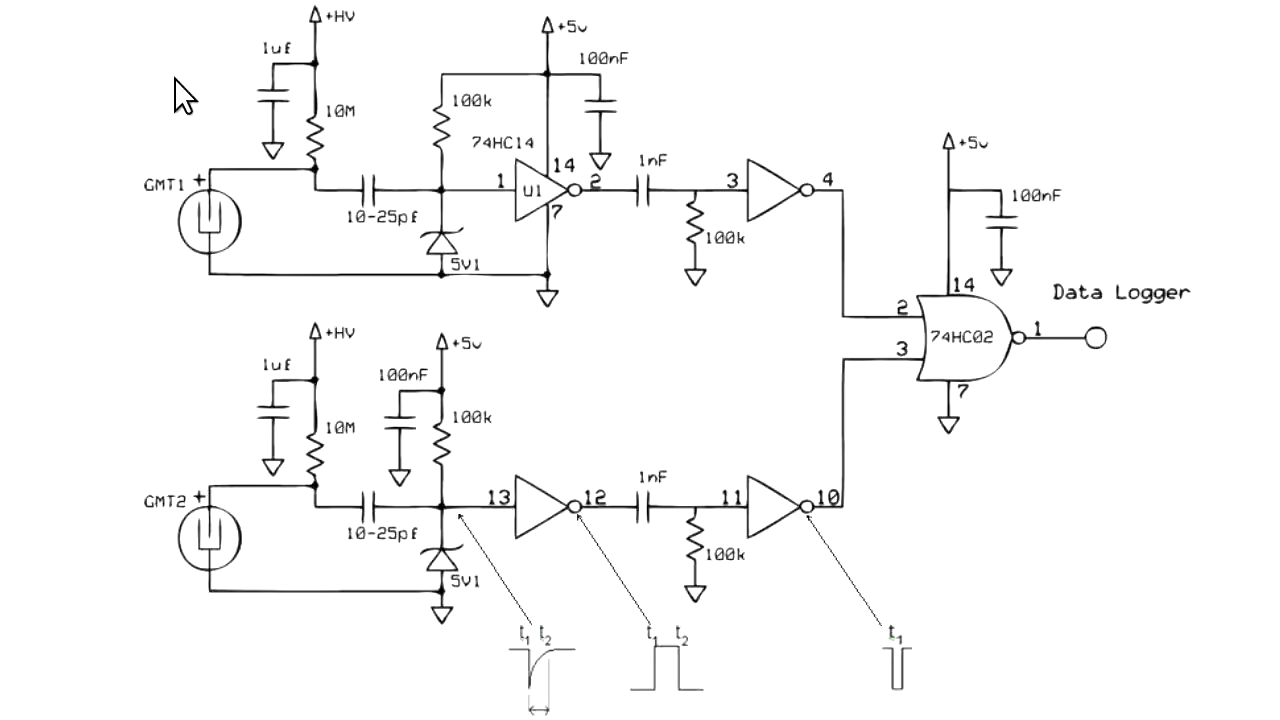 +HV
1uf
10M
GMT1 +
10-25pf
+5v
100nF
100k
74HC14
14
1 U1 2
7
5V1
1nF
3 4
100k
+5v
100nF
14
2
74HC02
3
1
7
Data Logger
+HV
1uf
10M
GMT2 +
10-25pf
+5v
100nF
100k
13 12
5V1
1nF
11 10
100k
t1 t2
t1 t2
t1